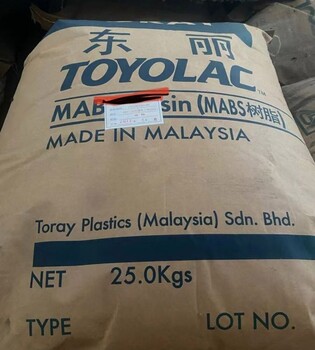 东丽
TOYOLAC™
MAB sin (MABS树脂)
MADE IN MALAYSIA
Toray Plastics (Malaysia) Sdn. Bhd.
NET 25.0Kgs
TYPE LOT NO.